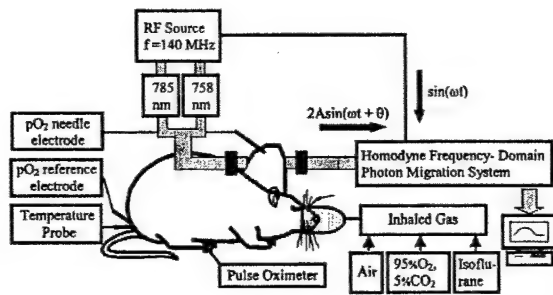 RF Source
f=140 MHz
785
nm
758
nm
sin(ωt)
2Asin(ωt + θ)
pO₂ needle
electrode
pO₂ reference
electrode
Temperature
Probe
Homodyne Frequency- Domain
Photon Migration System
Inhaled Gas
Pulse Oximeter
Air
95%O₂,
5%CO₂
Isoflu-
rane